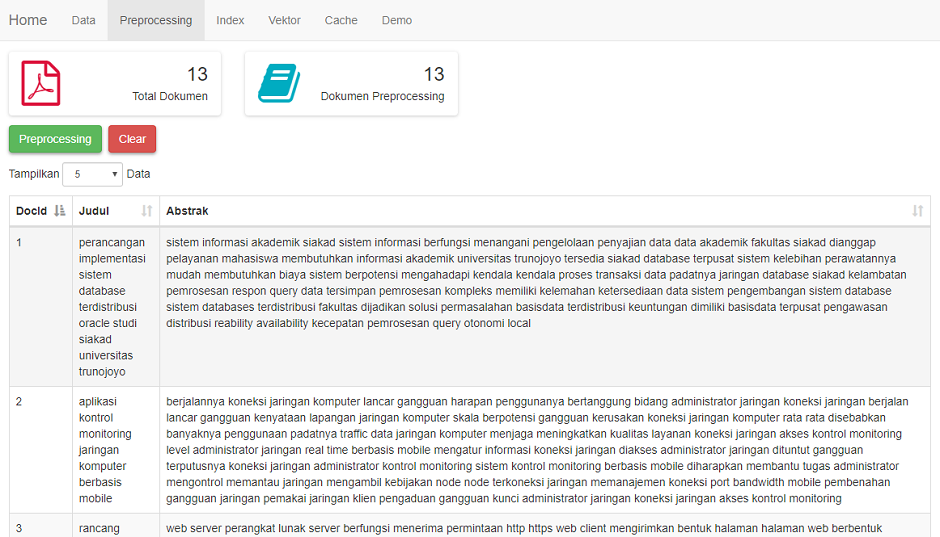 Home Data Preprocessing Index Vektor Cache Demo
13
Total Dokumen
13
Dokumen Preprocessing
Preprocessing Clear
Tampilkan 5 Data
DocId Judul Abstrak
1
perancangan
implementasi
sistem
database
terdistribusi
oracle studi
siakad
universitas
trunojoyo
sistem informasi akademik siakad sistem informasi berfungsi menangani pengelolaan penyajian data data akademik fakultas siakad dianggap
pelayanan mahasiswa membutuhkan informasi akademik universitas trunojoyo tersedia siakad database terpusat sistem kelebihan perawatannya
mudah membutuhkan biaya sistem berpotensi mengahadapi kendala kendala proses transaksi data padatnya jaringan database siakad kelambatan
pemrosesan respon query data tersimpan pemrosesan kompleks memiliki kelemahan ketersediaan data sistem pengembangan sistem database
sistem databases terdistribusi fakultas dijadikan solusi permasalahan basisdata terdistribusi keuntungan dimiliki basisdata terpusat pengawasan
distribusi reability availability kecepatan pemrosesan query otonomi local
2
aplikasi
kontrol
monitoring
jaringan
komputer
berbasis
mobile
berjalannya koneksi jaringan komputer lancar gangguan harapan penggunanya bertanggung bidang administrator jaringan koneksi jaringan berjalan
lancar gangguan kenyataan lapangan jaringan komputer skala berpotensi gangguan kerusakan koneksi jaringan komputer rata rata disebabkan
banyaknya penggunaan padatnya traffic data jaringan komputer menjaga meningkatkan kualitas layanan koneksi jaringan akses kontrol monitoring
level administrator jaringan real time berbasis mobile mengatur informasi koneksi jaringan diakses administrator jaringan dituntut gangguan
terputusnya koneksi jaringan administrator kontrol monitoring sistem kontrol monitoring berbasis mobile diharapkan membantu tugas administrator
mengontrol memantau jaringan mengambil kebijakan node node terkoneksi jaringan memanajemen koneksi port bandwidth mobile pembenahan
gangguan jaringan pemakai jaringan klien pengaduan gangguan kunci administrator jaringan koneksi jaringan akses kontrol monitoring
3
rancang
web server perangkat lunak server berfungsi menerima permintaan http https web client mengirimkan bentuk halaman halaman web berbentuk